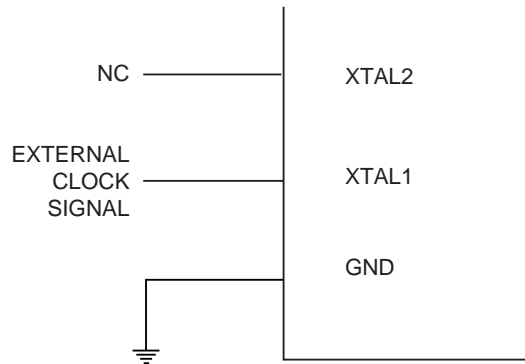 NC
XTAL2
EXTERNAL
CLOCK
SIGNAL
XTAL1
GND